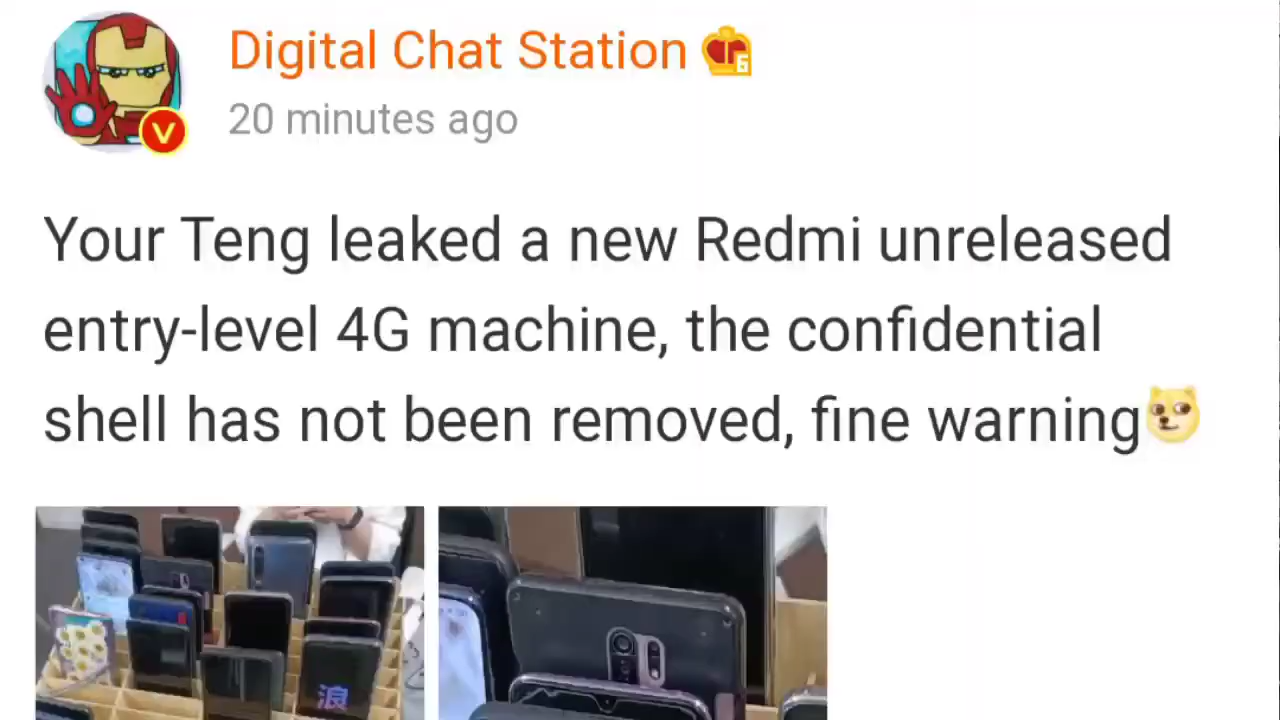 Digital Chat Station
6
20 minutes ago
V
Your Teng leaked a new Redmi unreleased
entry-level 4G machine, the confidential
shell has not been removed, fine warning
浪